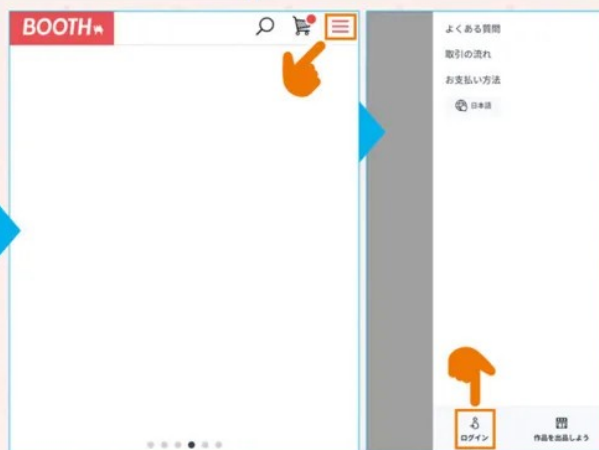 BOOTH
よくある質問
取引の流れ
お支払い方法
日本語
ログイン
作品を出品しよう